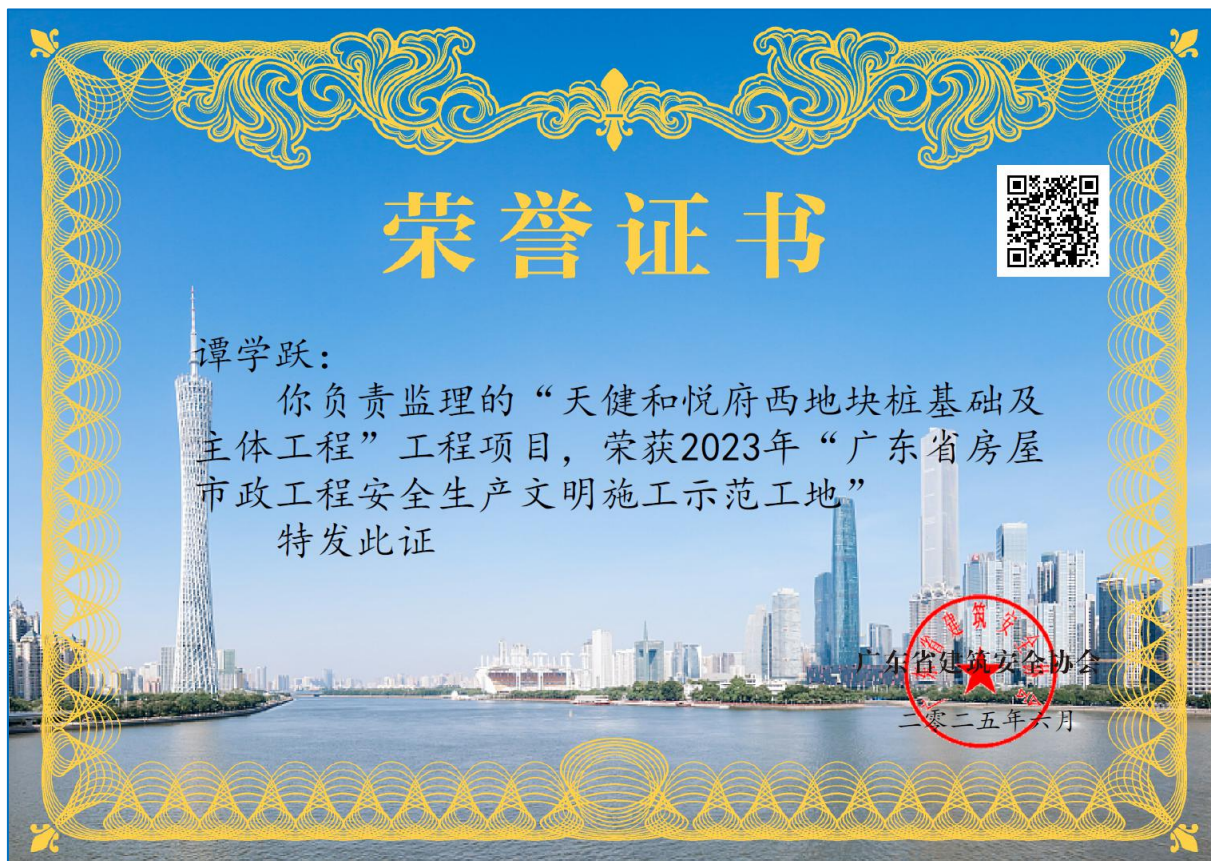 荣誉证书
谭学跃：
你负责监理的“天健和悦府西地块桩基础及
主体工程”工程项目，荣获2023年“广东省房屋
市政工程安全生产文明施工示范工地”
特发此证
广东省建筑安全协会
二零二五年六月